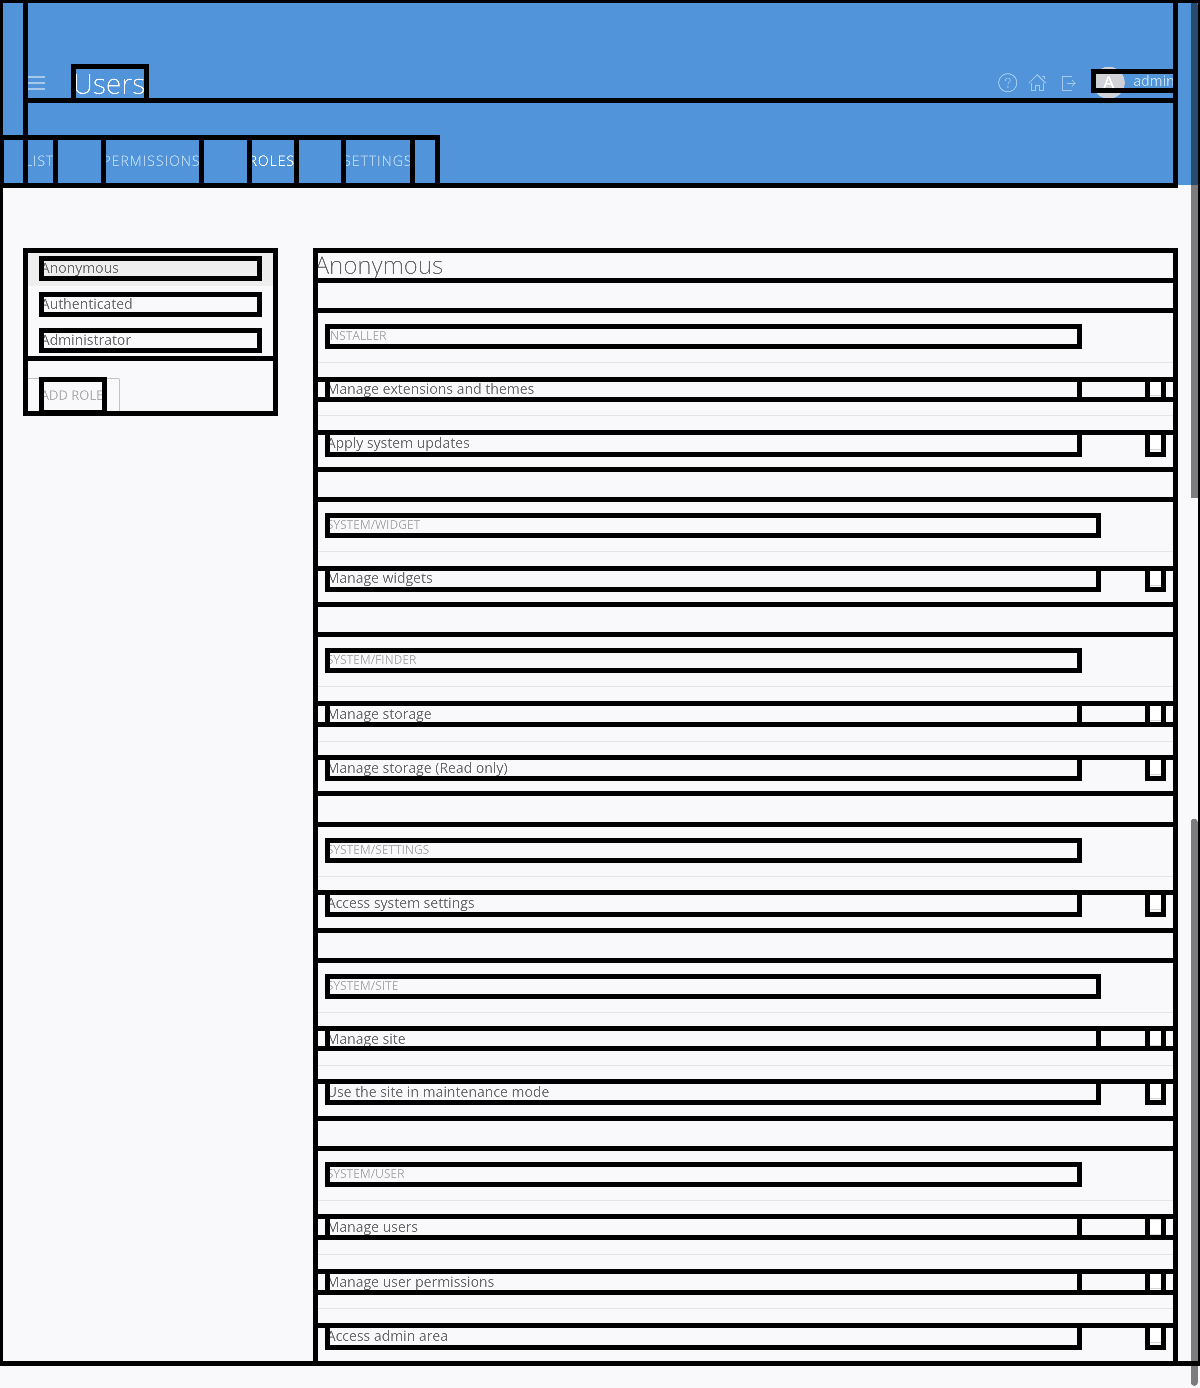 Users
A admin
LIST PERMISSIONS ROLES SETTINGS
Anonymous
Authenticated
Administrator
ADD ROLE
Anonymous
INSTALLER
Manage extensions and themes
Apply system updates
SYSTEM/WIDGET
Manage widgets
SYSTEM/FINDER
Manage storage
Manage storage (Read only)
SYSTEM/SETTINGS
Access system settings
SYSTEM/SITE
Manage site
Use the site in maintenance mode
SYSTEM/USER
Manage users
Manage user permissions
Access admin area